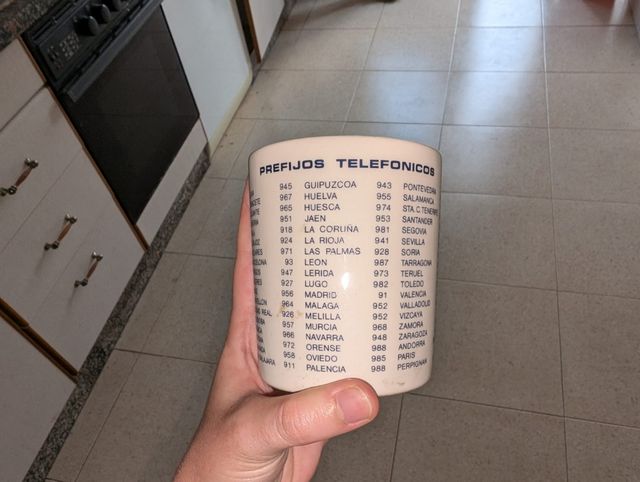 PREFIJOS TELEFONICOS
945 GUIPUZCOA 943 PONTEVEDRA
967 HUELVA 955 SALAMANCA
965 HUESCA 974 STA. C. TENERIFE
951 JAEN 953 SANTANDER
918 LA CORUÑA 981 SEGOVIA
924 LA RIOJA 941 SEVILLA
971 LAS PALMAS 928 SORIA
93 LEON 987 TARRAGONA
947 LERIDA 973 TERUEL
927 LUGO 982 TOLEDO
956 MADRID 91 VALENCIA
964 MALAGA 952 VALLADOLID
REAL 926 MELILLA 952 VIZCAYA
957 MURCIA 968 ZAMORA
966 NAVARRA 948 ZARAGOZA
972 ORENSE 988 ANDORRA
958 OVIEDO 985 PARIS
911 PALENCIA 988 PERPIGNAN